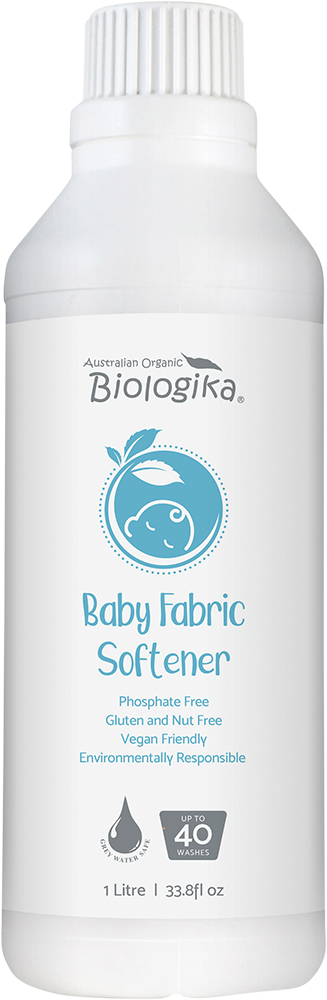 Australian Organic
Biologika®
Baby Fabric
Softener
Phosphate Free
Gluten and Nut Free
Vegan Friendly
Environmentally Responsible
GREY WATER SAFE
UP TO
40
WASHES
1 Litre | 33.8fl oz